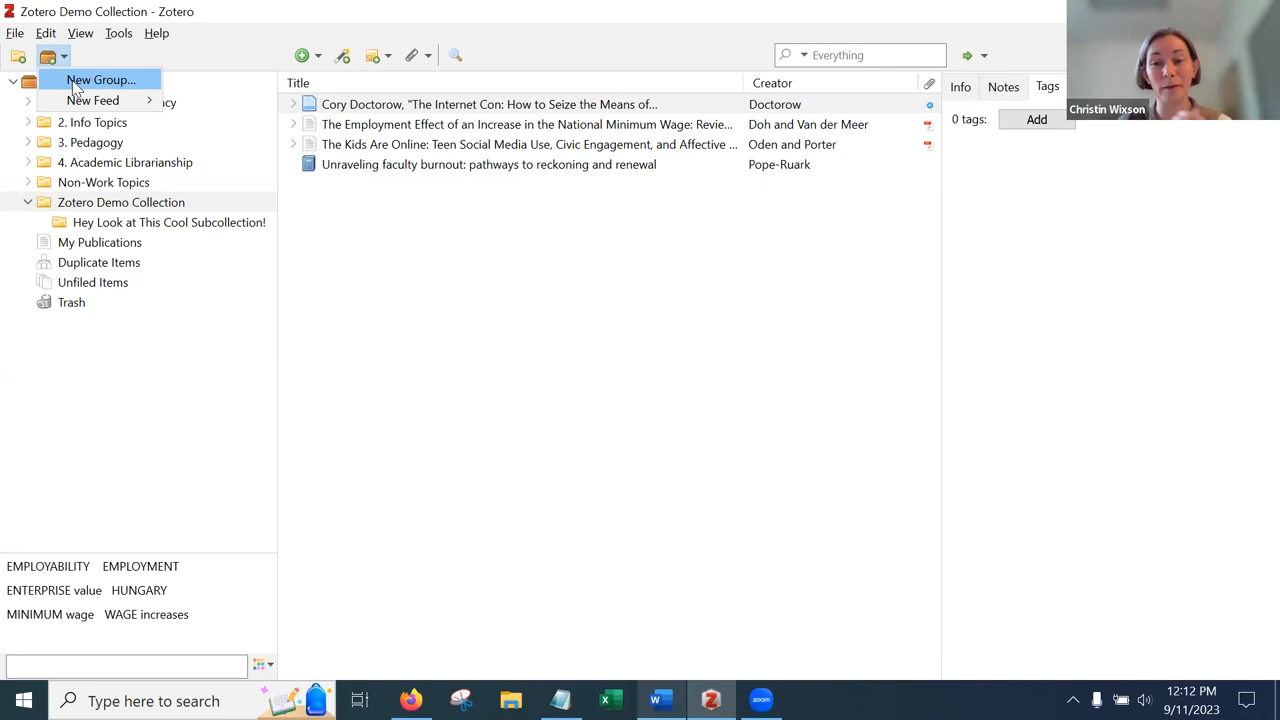 Zotero Demo Collection - Zotero
File Edit View Tools Help
Everything
New Group...
New Feed
cy
2. Info Topics
3. Pedagogy
4. Academic Librarianship
Non-Work Topics
Zotero Demo Collection
Hey Look at This Cool Subcollection!
My Publications
Duplicate Items
Unfiled Items
Trash
Title Creator
Cory Doctorow, "The Internet Con: How to Seize the Means of... Doctorow
The Employment Effect of an Increase in the National Minimum Wage: Revie... Doh and Van der Meer
The Kids Are Online: Teen Social Media Use, Civic Engagement, and Affective ... Oden and Porter
Unraveling faculty burnout: pathways to reckoning and renewal Pope-Ruark
Info Notes Tags
0 tags: Add
Christin Wixson
EMPLOYABILITY EMPLOYMENT
ENTERPRISE value HUNGARY
MINIMUM wage WAGE increases
Type here to search
zoom
12:12 PM
9/11/2023